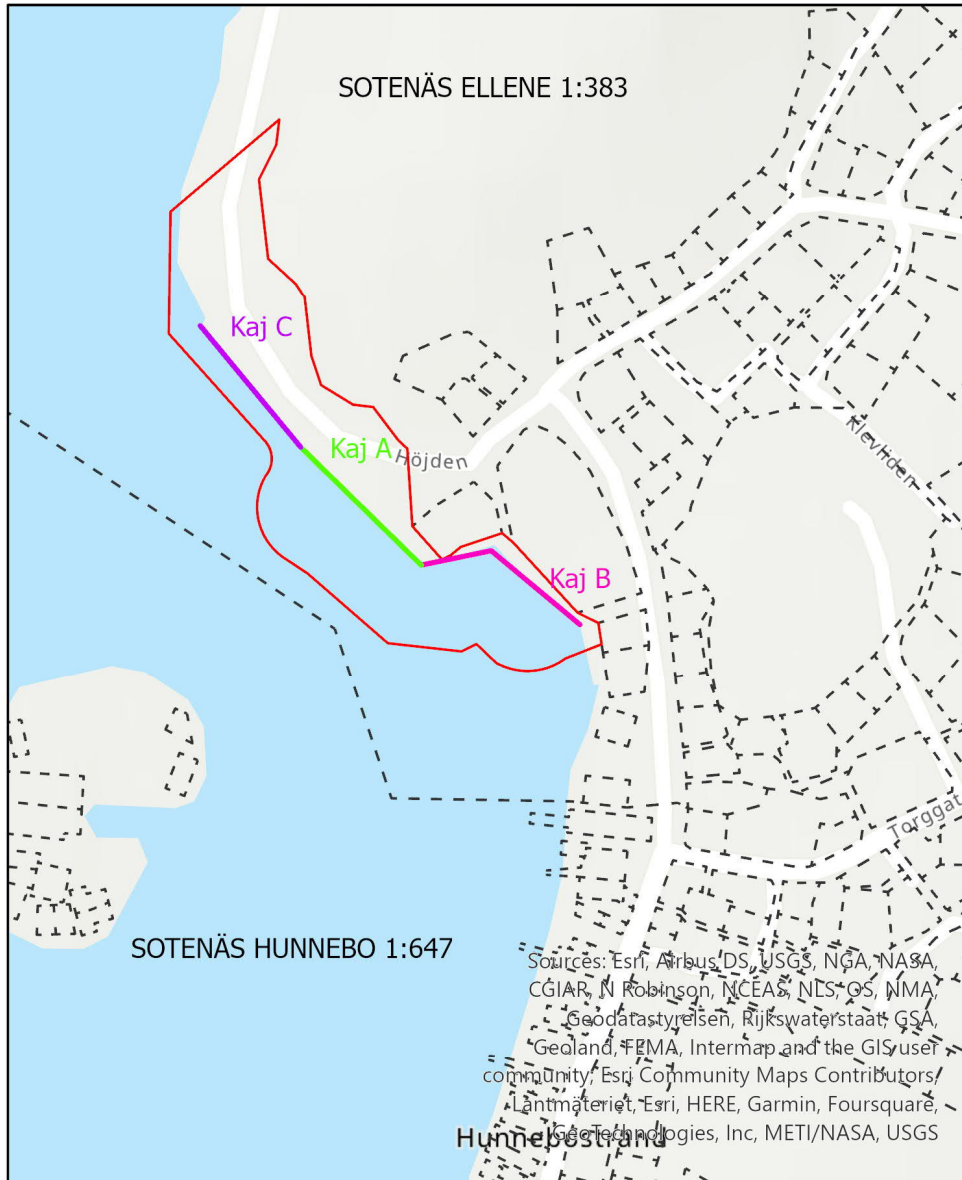 SOTENÄS ELLENE 1:383
Kaj C
Kaj A
Höjden
Klevliden
Kaj B
Torggat
SOTENÄS HUNNEBO 1:647
Sources: Esri, Airbus DS, USGS, NGA, NASA,
CGIAR, N Robinson, NCEAS, NLS, OS, NMA,
Geodatastyrelsen, Rijkswaterstaat, GSA,
Geoland, FEMA, Intermap and the GIS user
community, Esri Community Maps Contributors,
Lantmäteriet, Esri, HERE, Garmin, Foursquare,
GeoTechnologies, Inc, METI/NASA, USGS
Hunnebostrand